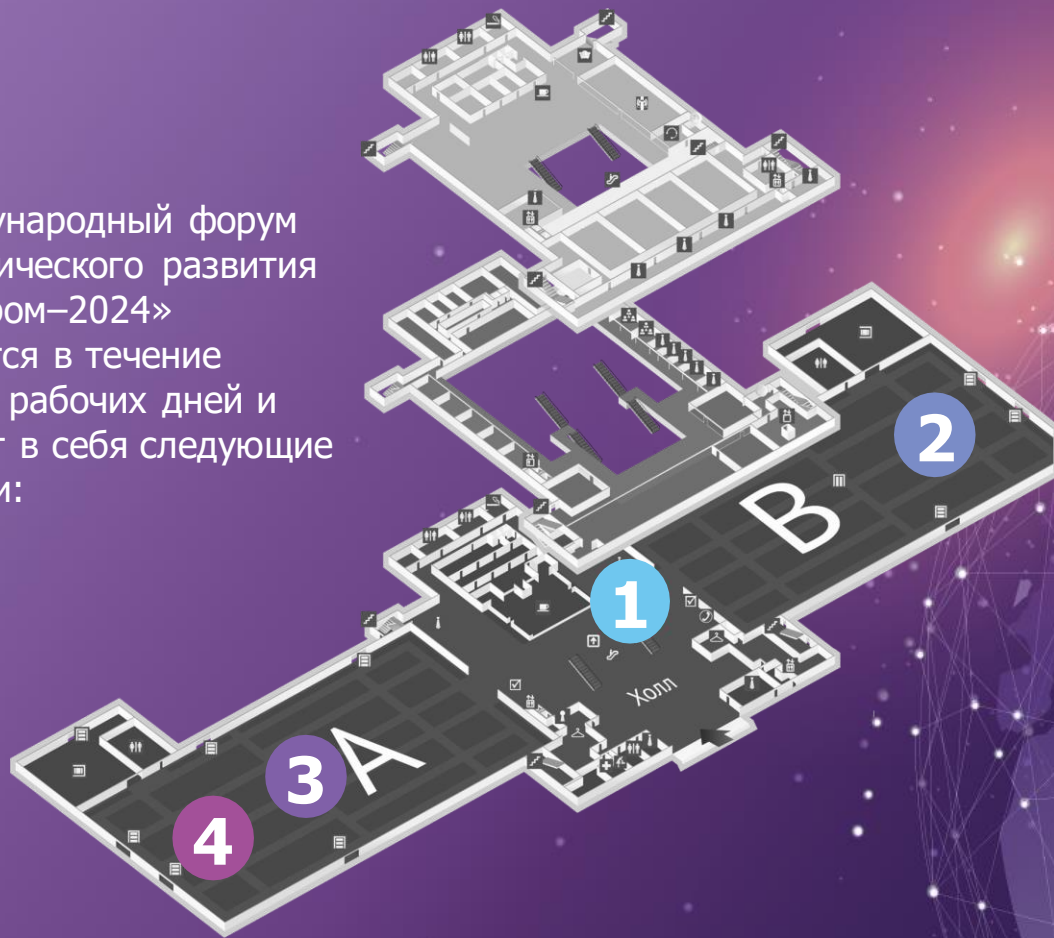 ународный форум
ического развития
ром–2024»
тся в течение
рабочих дней и
т в себя следующие
и:
2
B
1
Холл
A
3
4